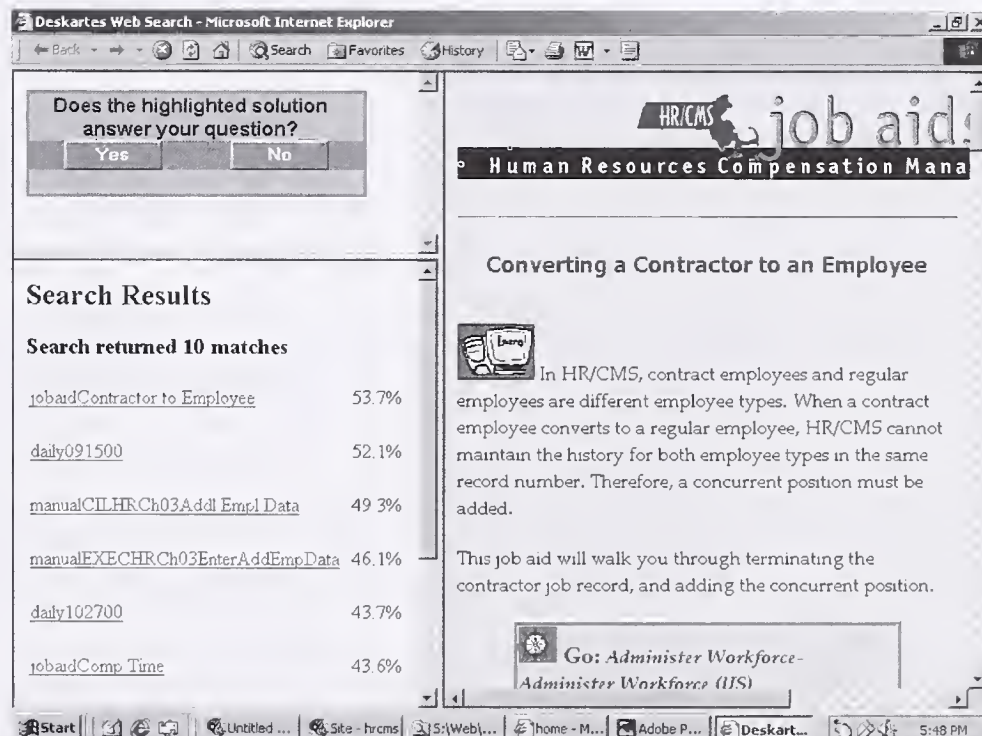 Deskartes Web Search - Microsoft Internet Explorer
Back Search Favorites History
Does the highlighted solution
answer your question?
Yes No
Search Results
Search returned 10 matches
jobaidContractor to Employee 53.7%
daily091500 52.1%
manualCILHRCh03Addl Empl Data 49 3%
manualEXECHRCh03EnterAddEmpData 46.1%
daily102700 43.7%
jobaidComp Time 43.6%
HR/CMS job aids
Human Resources Compensation Mana
Converting a Contractor to an Employee
In HR/CMS, contract employees and regular
employees are different employee types. When a contract
employee converts to a regular employee, HR/CMS cannot
maintain the history for both employee types in the same
record number. Therefore, a concurrent position must be
added.
This job aid will walk you through terminating the
contractor job record, and adding the concurrent position.
Go: Administer Workforce-
Administer Workforce (US)
Start Untitled ... Site - hrcms S:\Web\... home - M... Adobe P... Deskart... 5:48 PM